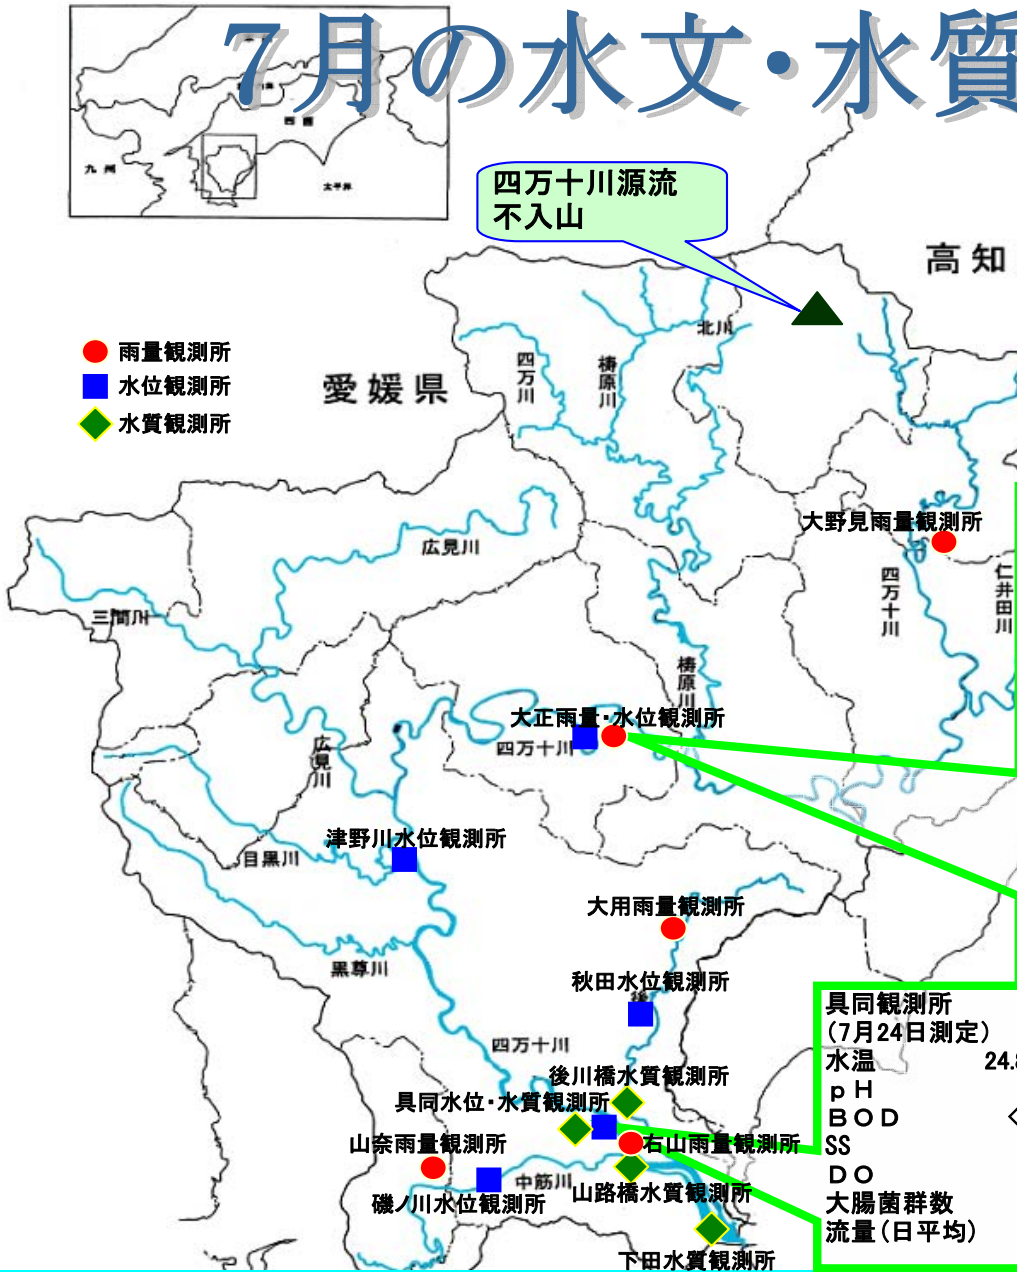 7月の水文・水質
四国
九州
太平洋
四万十川源流
不入山
高知
北川
雨量観測所
水位観測所
水質観測所
愛媛県
四万川
梼原川
大野見雨量観測所
広見川
四万十川
仁井田川
三間川
梼原川
大正雨量・水位観測所
四万十川
広見川
津野川水位観測所
目黒川
大用雨量観測所
黒尊川
秋田水位観測所
後
具同観測所
(7月24日測定)
水温 24.8
pH
BOD <
SS
DO
大腸菌群数
流量(日平均)
四万十川
後川橋水質観測所
具同水位・水質観測所
山奈雨量観測所
右山雨量観測所
中筋川
山路橋水質観測所
磯ノ川水位観測所
下田水質観測所